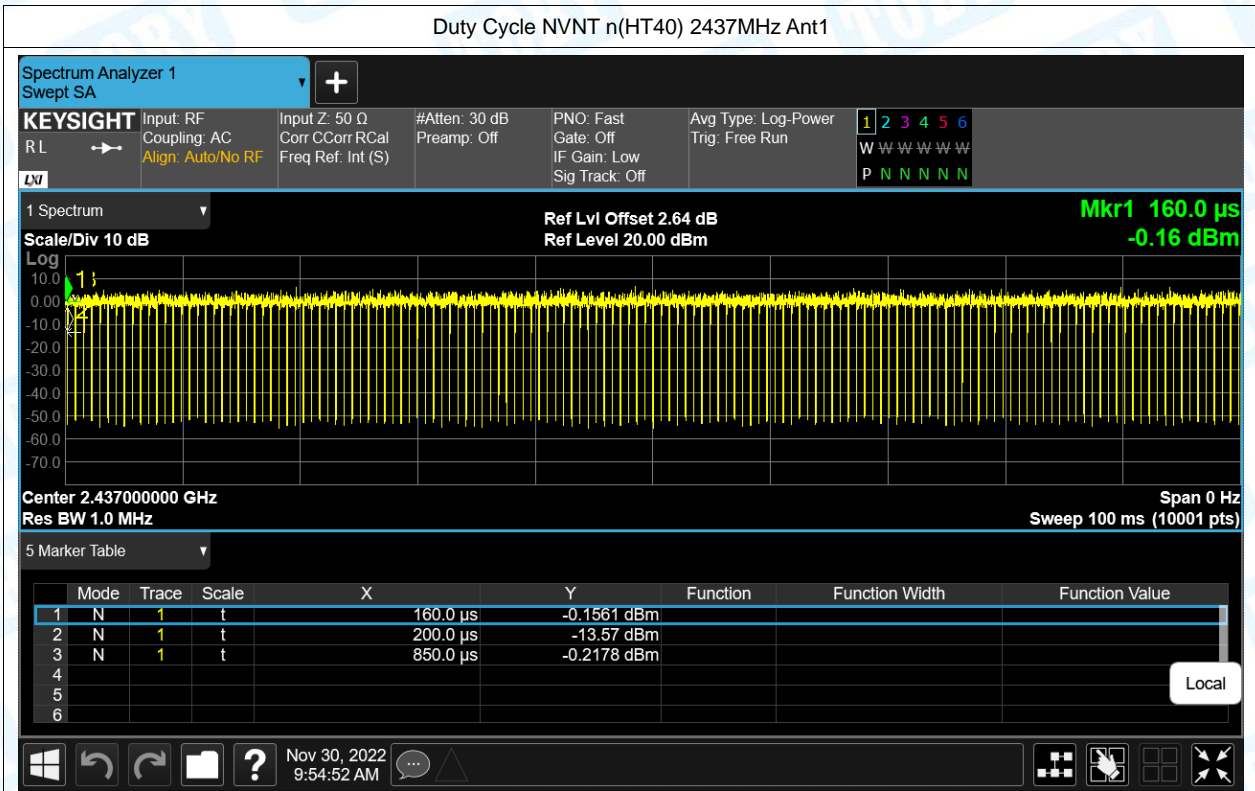 Duty Cycle NVNT n(HT40) 2437MHz Ant1
Spectrum Analyzer 1
Swept SA
KEYSIGHT Input: RF Input Z: 50 Ω #Atten: 30 dB PNO: Fast Avg Type: Log-Power 1 2 3 4 5 6
RL Coupling: AC Corr CCorr RCal Preamp: Off Gate: Off Trig: Free Run W W W W W W
Align: Auto/No RF Freq Ref: Int (S) IF Gain: Low
LXI Sig Track: Off P N N N N N
1 Spectrum Ref Lvl Offset 2.64 dB Mkr1 160.0 µs
Scale/Div 10 dB Ref Level 20.00 dBm -0.16 dBm
Log
10.0
0.00
-10.0
-20.0
-30.0
-40.0
-50.0
-60.0
-70.0
Center 2.437000000 GHz Span 0 Hz
Res BW 1.0 MHz Sweep 100 ms (10001 pts)
5 Marker Table
Mode Trace Scale X Y Function Function Width Function Value
1 N 1 t 160.0 µs -0.1561 dBm
2 N 1 t 200.0 µs -13.57 dBm
3 N 1 t 850.0 µs -0.2178 dBm
4
5
6
Local
? Nov 30, 2022
9:54:52 AM